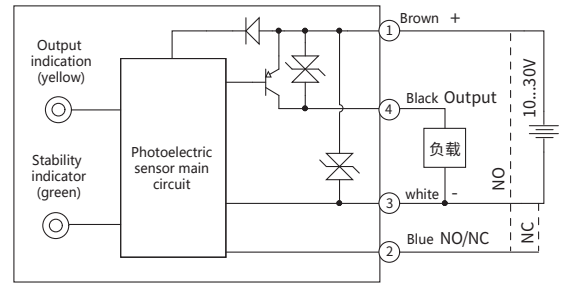 Output
indication
(yellow)
Stability
indicator
(green)
Photoelectric
sensor main
circuit
1
Brown +
4
Black Output
负载
10...30V
NO
3
white -
NC
2
Blue NO/NC